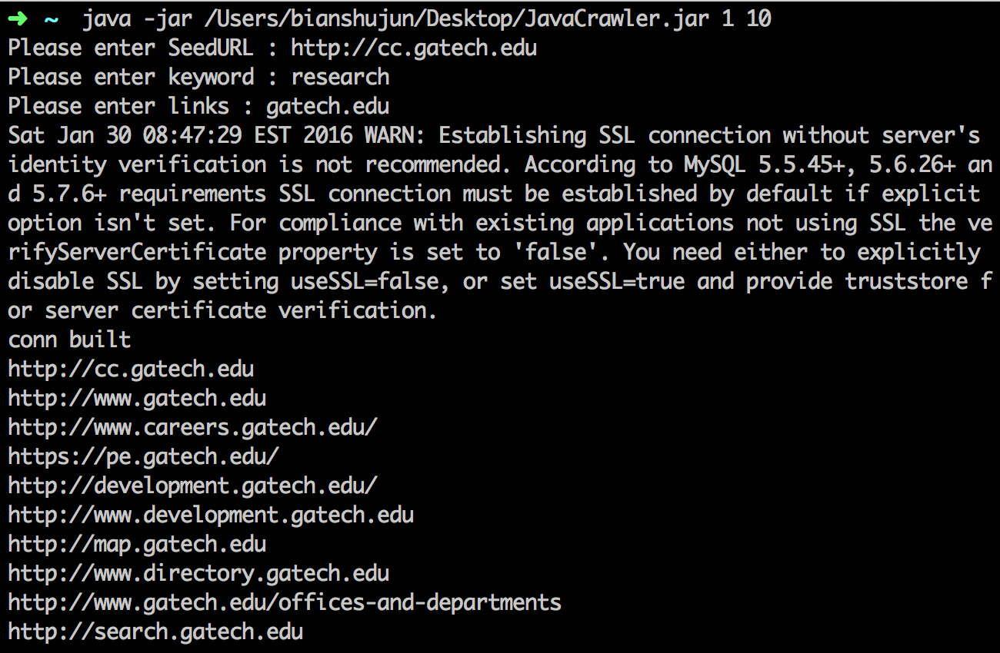 ➜ ~ java -jar /Users/bianshujun/Desktop/JavaCrawler.jar 1 10
Please enter SeedURL : http://cc.gatech.edu
Please enter keyword : research
Please enter links : gatech.edu
Sat Jan 30 08:47:29 EST 2016 WARN: Establishing SSL connection without server's
identity verification is not recommended. According to MySQL 5.5.45+, 5.6.26+ an
d 5.7.6+ requirements SSL connection must be established by default if explicit
option isn't set. For compliance with existing applications not using SSL the ve
rifyServerCertificate property is set to 'false'. You need either to explicitly
disable SSL by setting useSSL=false, or set useSSL=true and provide truststore f
or server certificate verification.
conn built
http://cc.gatech.edu
http://www.gatech.edu
http://www.careers.gatech.edu/
https://pe.gatech.edu/
http://development.gatech.edu/
http://www.development.gatech.edu
http://map.gatech.edu
http://www.directory.gatech.edu
http://www.gatech.edu/offices-and-departments
http://search.gatech.edu